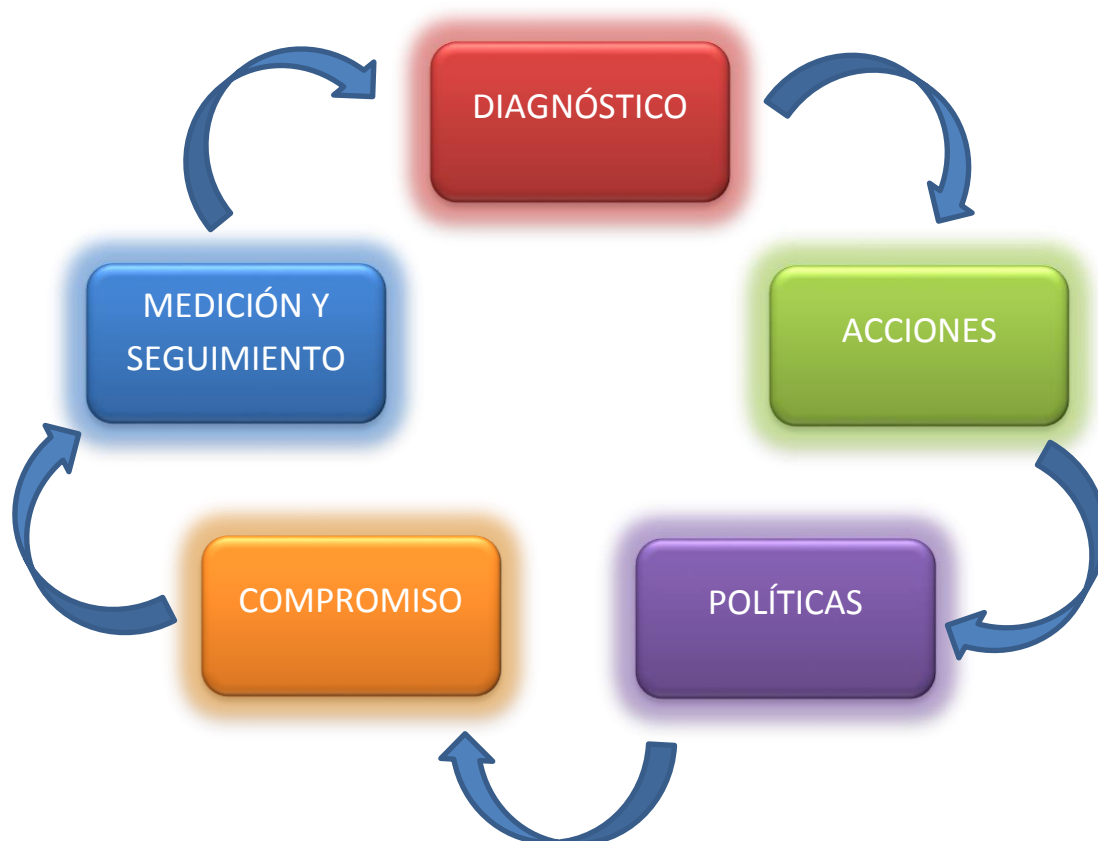 DIAGNÓSTICO
ACCIONES
POLÍTICAS
COMPROMISO
MEDICIÓN Y
SEGUIMIENTO